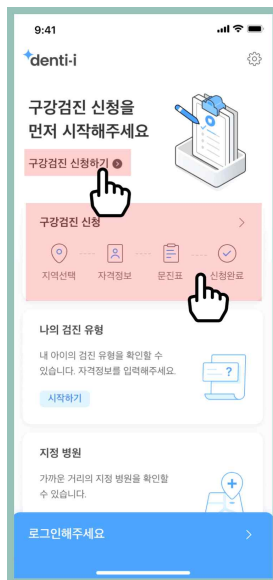 9:41
denti·i
구강검진 신청을
먼저 시작해주세요
구강검진 신청하기
구강검진 신청
지역선택 자격정보 문진표 신청완료
나의 검진 유형
내 아이의 검진 유형을 확인할 수
있습니다. 자격정보를 입력해주세요.
?
시작하기
지정 병원
가까운 거리의 지정 병원을 확인할
수 있습니다.
로그인해주세요